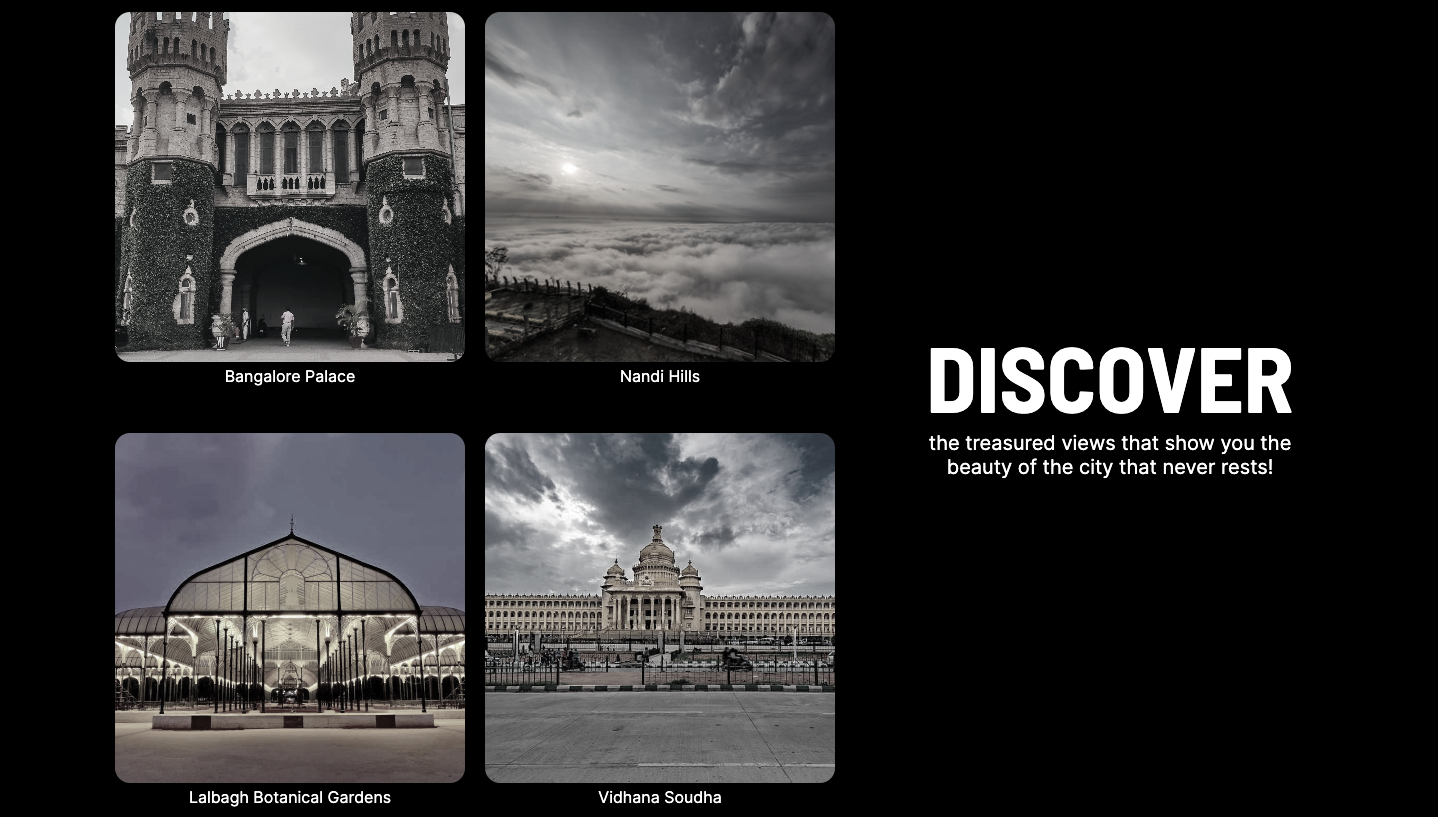 Bangalore Palace
Nandi Hills
Lalbagh Botanical Gardens
Vidhana Soudha
DISCOVER
the treasured views that show you the
beauty of the city that never rests!